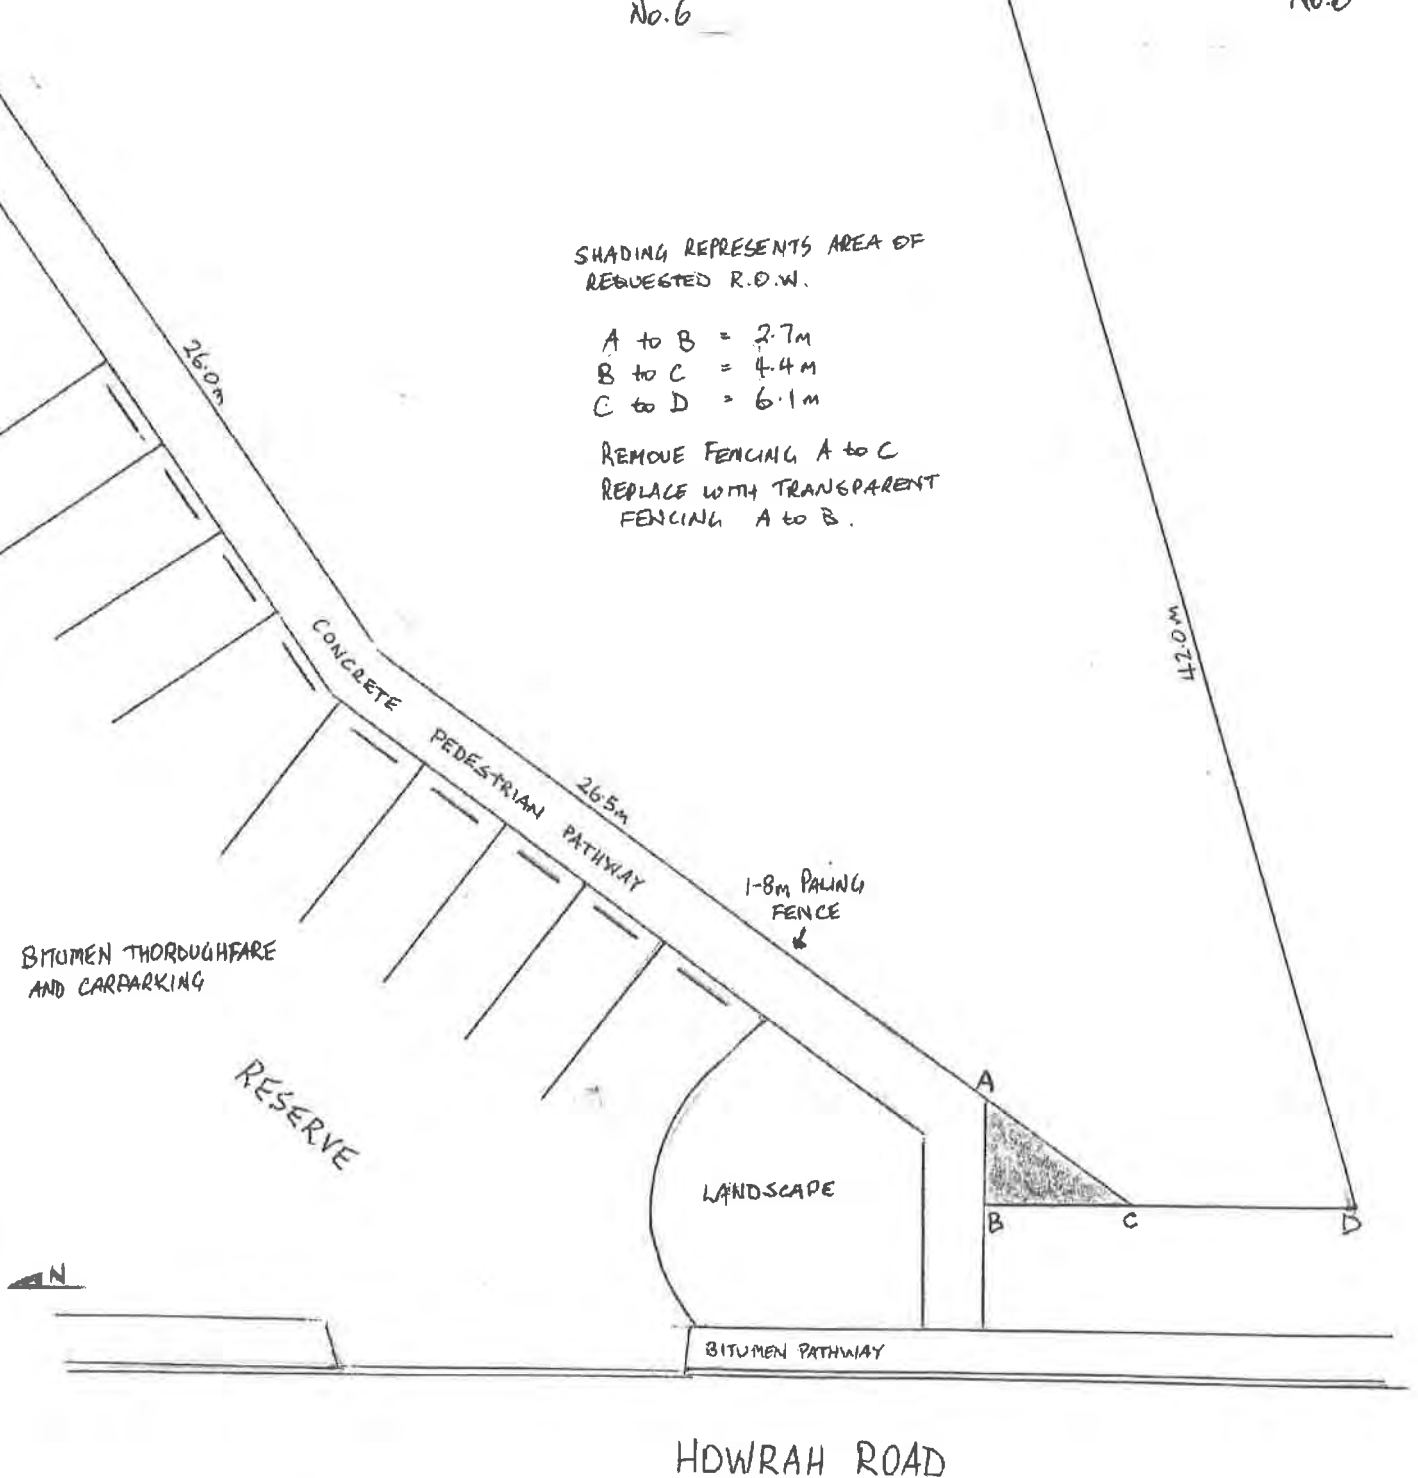 No.6
SHADING REPRESENTS AREA OF
REQUESTED R.O.W.
A to B = 2.7m
B to C = 4.4m
C to D = 6.1m
REMOVE FENCING A to C
REPLACE WITH TRANSPARENT
FENCING A to B.
26.0m
42.0m
CONCRETE PEDESTRIAN PATHWAY
26.5m
1-8m PALING
FENCE
BITUMEN THOROUGHFARE
AND CARPARKING
RESERVE
A
LANDSCAPE
B
C
D
N
BITUMEN PATHWAY
HOWRAH ROAD